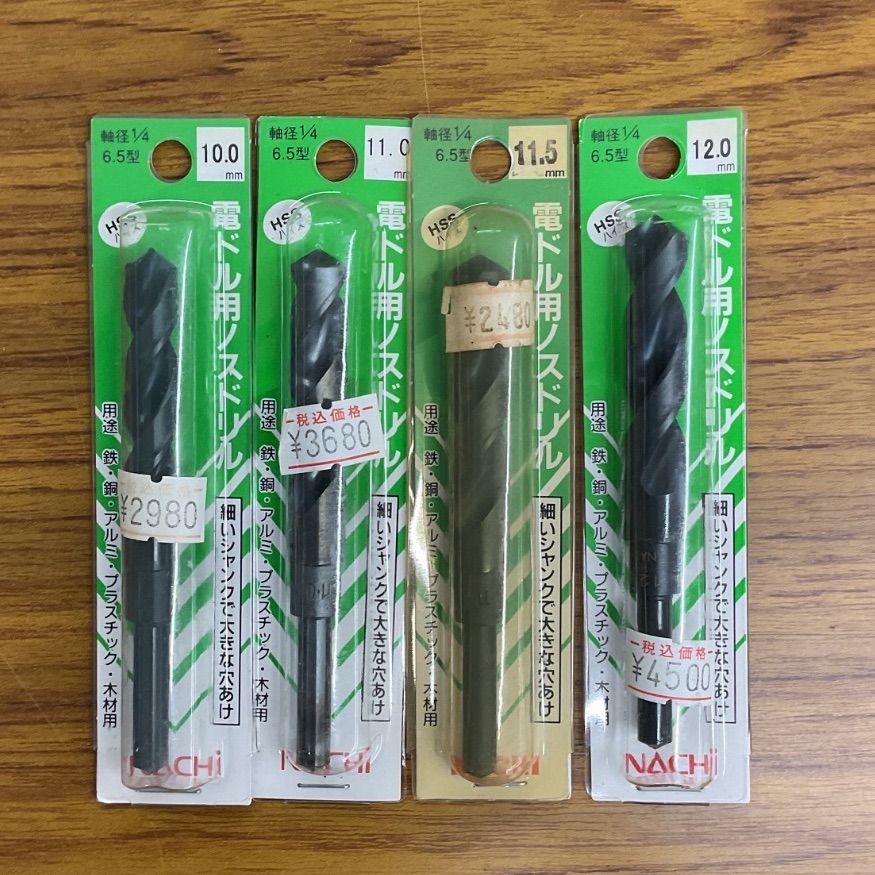 軸径1/4
6.5型
10.0
mm
HSS
ハイス
電ドル用ノスドリル
用途 鉄・銅・アルミ・プラスチック・木材用
細いシャンクで大きな穴あけ
¥2980
NACHi
軸径1/4
6.5型
11.0
mm
HSS
ハイス
電ドル用ノスドリル
用途 鉄・銅・アルミ・プラスチック・木材用
細いシャンクで大きな穴あけ
税込価格
¥3680
11.0
NACHi
軸径1/4
6.5型
11.5
mm
HSS
電ドル用ノスドリル
用途 鉄・銅・アルミ・プラスチック・木材用
細いシャンクで大きな穴あけ
¥2480
軸径1/4
6.5型
12.0
mm
HSS
電ドル用ノスドリル
用途 鉄・銅・アルミ・プラスチック・木材用
細いシャンクで大きな穴あけ
税込価格
¥4500
NACHi